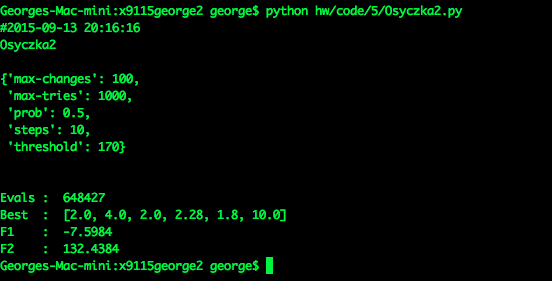 Georges-Mac-mini:x9115george2 george$ python hw/code/5/Osyczka2.py
#2015-09-13 20:16:16
Osyczka2
{'max-changes': 100,
'max-tries': 1000,
'prob': 0.5,
'steps': 10,
'threshold': 170}
Evals : 648427
Best : [2.0, 4.0, 2.0, 2.28, 1.8, 10.0]
F1 : -7.5984
F2 : 132.4384
Georges-Mac-mini:x9115george2 george$